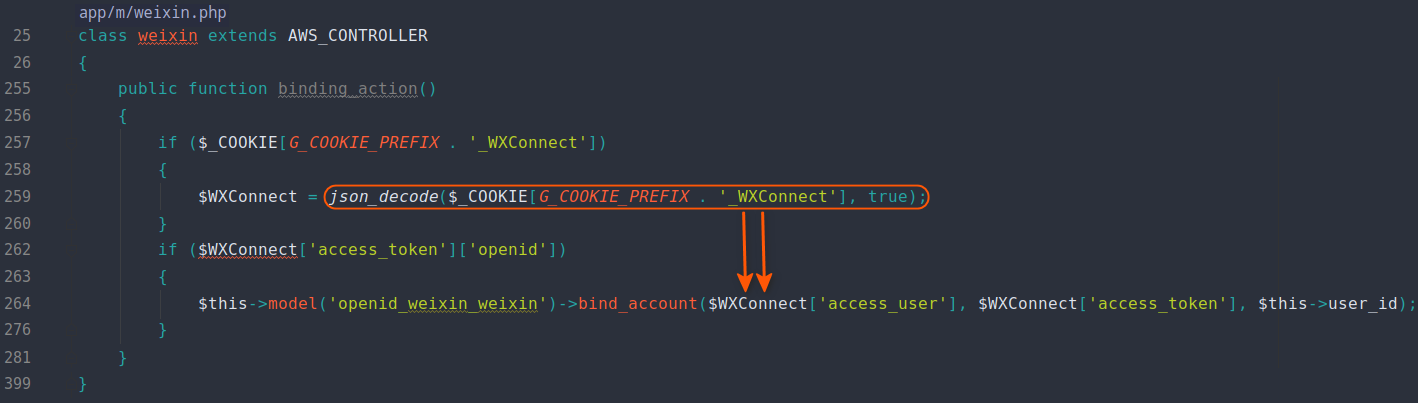 app/m/weixin.php
25 class weixin extends AWS_CONTROLLER
26 {
255 public function binding_action()
256 {
257 if ($_COOKIE[G_COOKIE_PREFIX . '_WXConnect'])
258 {
259 $WXConnect = json_decode($_COOKIE[G_COOKIE_PREFIX . '_WXConnect'], true);
260 }
262 if ($WXConnect['access_token']['openid'])
263 {
264 $this->model('openid_weixin_weixin')->bind_account($WXConnect['access_user'], $WXConnect['access_token'], $this->user_id);
276 }
281 }
399 }